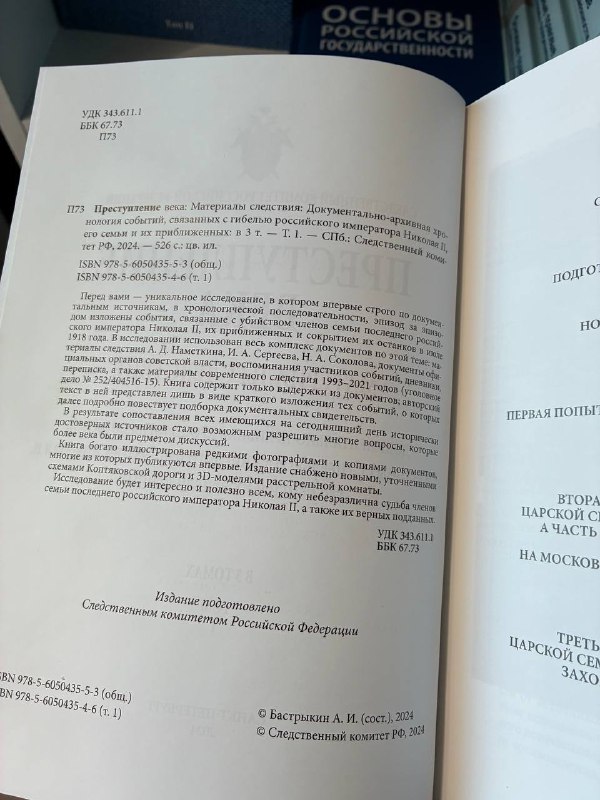 Том II
ОСНОВЫ
РОССИЙСКОЙ
ГОСУДАРСТВЕННОСТИ
УДК 343.611.1
ББК 67.73
П73
П73 Преступление века: Материалы следствия: Документально-архивная хро-
нология событий, связанных с гибелью российского императора Николая II,
его семьи и их приближенных: в 3 т. — Т. 1. — СПб.: Следственный коми-
тет РФ, 2024. — 526 с.: цв. ил.
ISBN 978-5-6050435-5-3 (общ.)
ISBN 978-5-6050435-4-6 (т. 1)
Перед вами — уникальное исследование, в котором впервые строго по докумен-
тальным источникам, в хронологической последовательности, эпизод за эпизо-
дом изложены события, связанные с убийством членов семьи последнего россий-
ского императора Николая II, их приближенных и сокрытием их останков в июле
1918 года. В исследовании использован весь комплекс документов по этой теме: ма-
териалы следствия А. Д. Наметкина, И. А. Сергеева, Н. А. Соколова, документы офи-
циальных органов советской власти, воспоминания участников событий, дневники,
переписка, а также материалы современного следствия 1993–2021 годов (уголовное
дело № 252/404516-15). Книга содержит только выдержки из документов; авторский
текст в ней представлен лишь в виде краткого изложения тех событий, о которых
далее подробно повествует подборка документальных свидетельств.
В результате сопоставления всех имеющихся на сегодняшний день исторически
достоверных источников стало возможным разрешить многие вопросы, которые
более века были предметом дискуссий.
Книга богато иллюстрирована редкими фотографиями и копиями документов,
многие из которых публикуются впервые. Издание снабжено новыми, уточненными
схемами Коптяковской дороги и 3D-моделями расстрельной комнаты.
Исследование будет интересно и полезно всем, кому небезразлична судьба членов
семьи последнего российского императора Николая II, а также их верных подданных.
УДК 343.611.1
ББК 67.73
Издание подготовлено
Следственным комитетом Российской Федерации
ISBN 978-5-6050435-5-3 (общ.)
ISBN 978-5-6050435-4-6 (т. 1)
© Бастрыкин А. И. (сост.), 2024
© Следственный комитет РФ, 2024
ПОДГОТ
НО
ПЕРВАЯ ПОПЫТ
ВТОРА
ЦАРСКОЙ СЕМ
А ЧАСТЬ
НА МОСКОВ
ТРЕТЬ
ЦАРСКОЙ СЕМ
ЗАХО